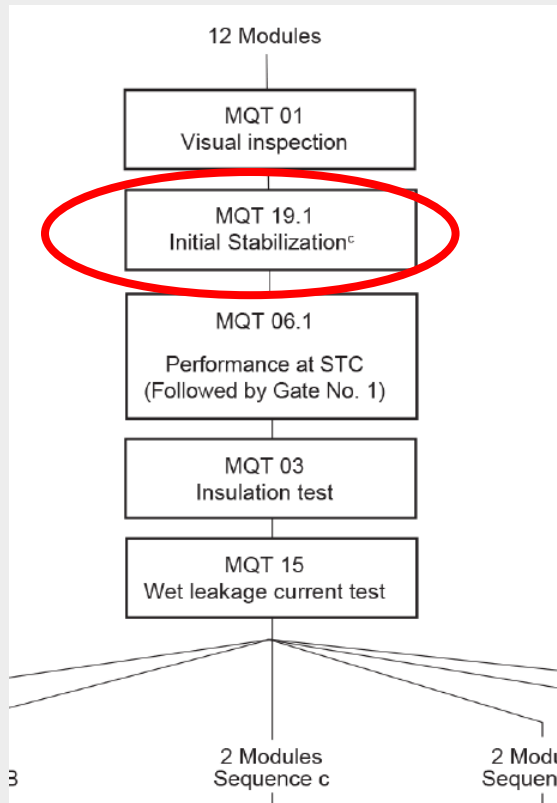 12 Modules
MQT 01
Visual inspection
MQT 19.1
Initial Stabilizationᶜ
MQT 06.1
Performance at STC
(Followed by Gate No. 1)
MQT 03
Insulation test
MQT 15
Wet leakage current test
2 Modules
Sequence c
B
2 Modu
Sequen